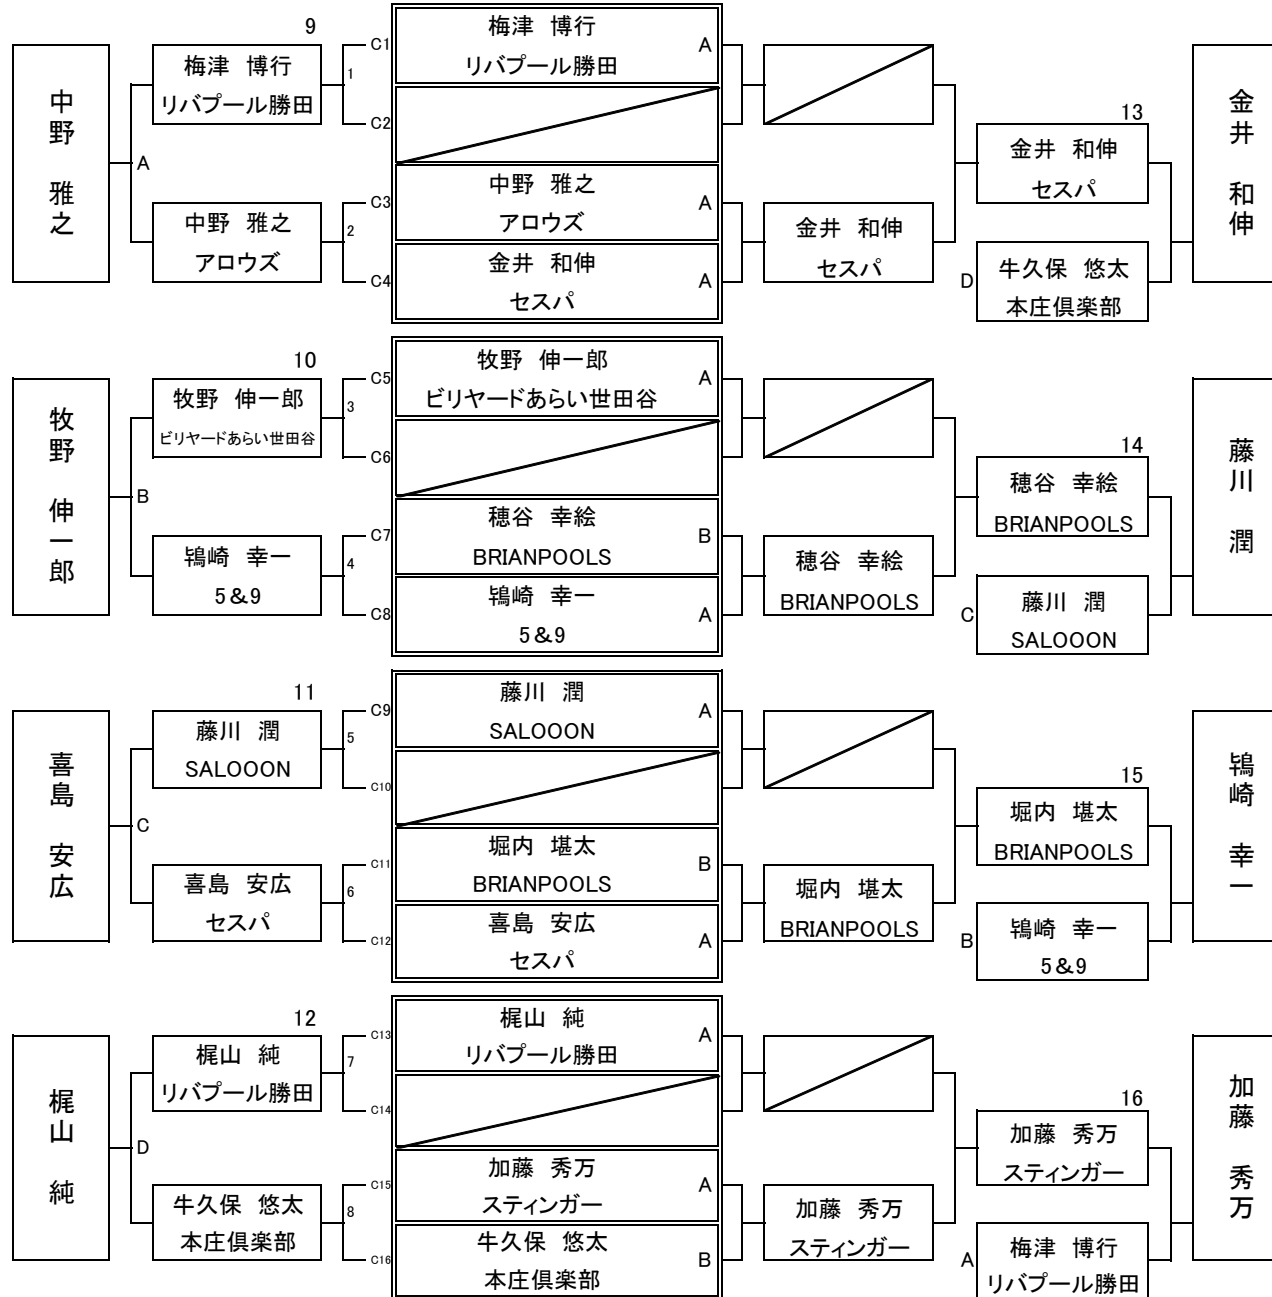 9
中野 雅之
梅津 博行
リバプール勝田
A
中野 雅之
アロウズ
1
2
C1
C2
C3
C4
梅津 博行
リバプール勝田
A
中野 雅之
アロウズ
A
金井 和伸
セスパ
A
金井 和伸
セスパ
13
金井 和伸
セスパ
D
牛久保 悠太
本庄倶楽部
金井 和伸
10
牧野 伸一郎
牧野 伸一郎
ビリヤードあらい世田谷
B
鴇崎 幸一
5&9
3
4
C5
C6
C7
C8
牧野 伸一郎
ビリヤードあらい世田谷
A
穂谷 幸絵
BRIANPOOLS
B
鴇崎 幸一
5&9
A
穂谷 幸絵
BRIANPOOLS
14
穂谷 幸絵
BRIANPOOLS
C
藤川 潤
SALOOON
藤川 潤
11
喜島 安広
藤川 潤
SALOOON
C
喜島 安広
セスパ
5
6
C9
C10
C11
C12
藤川 潤
SALOOON
A
堀内 堪太
BRIANPOOLS
B
喜島 安広
セスパ
A
堀内 堪太
BRIANPOOLS
15
堀内 堪太
BRIANPOOLS
B
鴇崎 幸一
5&9
鴇崎 幸一
12
梶山 純
梶山 純
リバプール勝田
D
牛久保 悠太
本庄倶楽部
7
8
C13
C14
C15
C16
梶山 純
リバプール勝田
A
加藤 秀万
スティンガー
A
牛久保 悠太
本庄倶楽部
B
加藤 秀万
スティンガー
16
加藤 秀万
スティンガー
A
梅津 博行
リバプール勝田
加藤 秀万